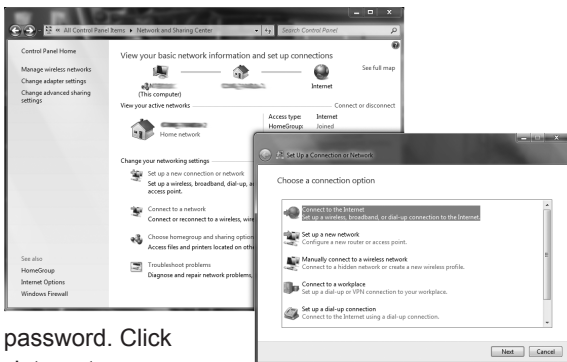 « All Control Panel Items ▸ Network and Sharing Center
Search Control Panel
Control Panel Home
Manage wireless networks
Change adapter settings
Change advanced sharing
settings
See also
HomeGroup
Internet Options
Windows Firewall
View your basic network information and set up connections
See full map
(This computer)
Internet
View your active networks
Connect or disconnect
Home network
Access type: Internet
HomeGroup: Joined
Change your networking settings
Set up a new connection or network
Set up a wireless, broadband, dial-up, a
access point.
Connect to a network
Connect or reconnect to a wireless, wire
Choose homegroup and sharing option
Access files and printers located on oth
Troubleshoot problems
Diagnose and repair network problems,
Set Up a Connection or Network
Choose a connection option
Connect to the Internet
Set up a wireless, broadband, or dial-up connection to the Internet.
Set up a new network
Configure a new router or access point.
Manually connect to a wireless network
Connect to a hidden network or create a new wireless profile.
Connect to a workplace
Set up a dial-up or VPN connection to your workplace.
Set up a dial-up connection
Connect to the Internet using a dial-up connection.
Next Cancel
password. Click